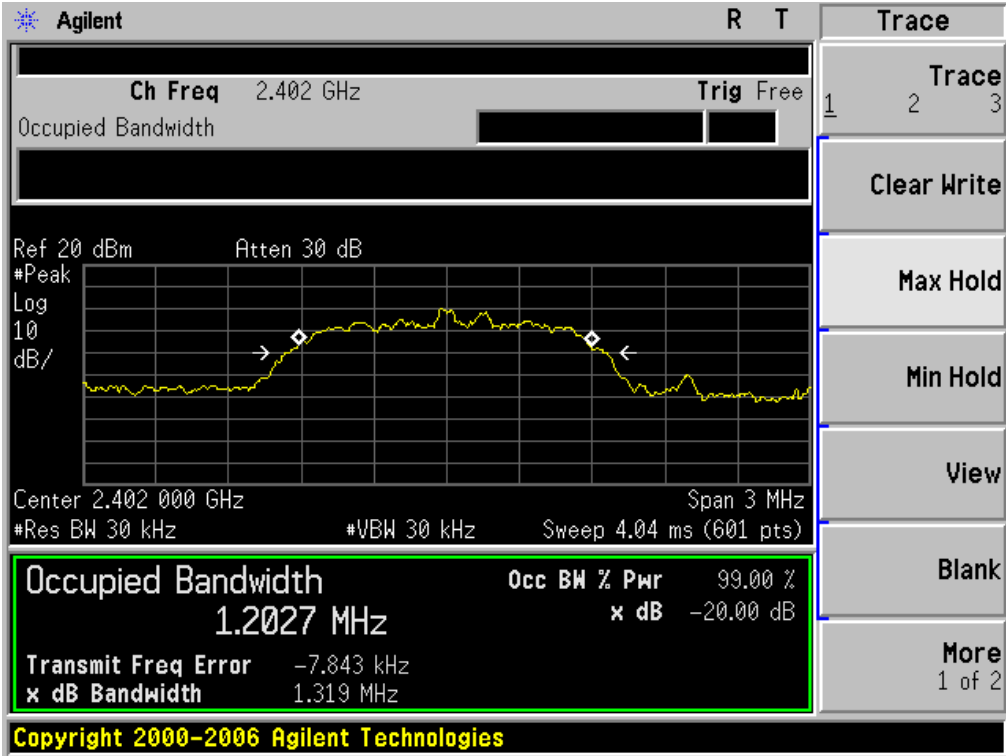 Agilent R T Trace
Ch Freq 2.402 GHz Trig Free
Occupied Bandwidth
Trace
1 2 3
Clear Write
Max Hold
Min Hold
View
Blank
More
1 of 2
Ref 20 dBm Atten 30 dB
#Peak
Log
10
dB/
Center 2.402 000 GHz Span 3 MHz
#Res BW 30 kHz #VBW 30 kHz Sweep 4.04 ms (601 pts)
Occupied Bandwidth Occ BW % Pwr 99.00 %
1.2027 MHz x dB -20.00 dB
Transmit Freq Error -7.843 kHz
x dB Bandwidth 1.319 MHz
Copyright 2000-2006 Agilent Technologies